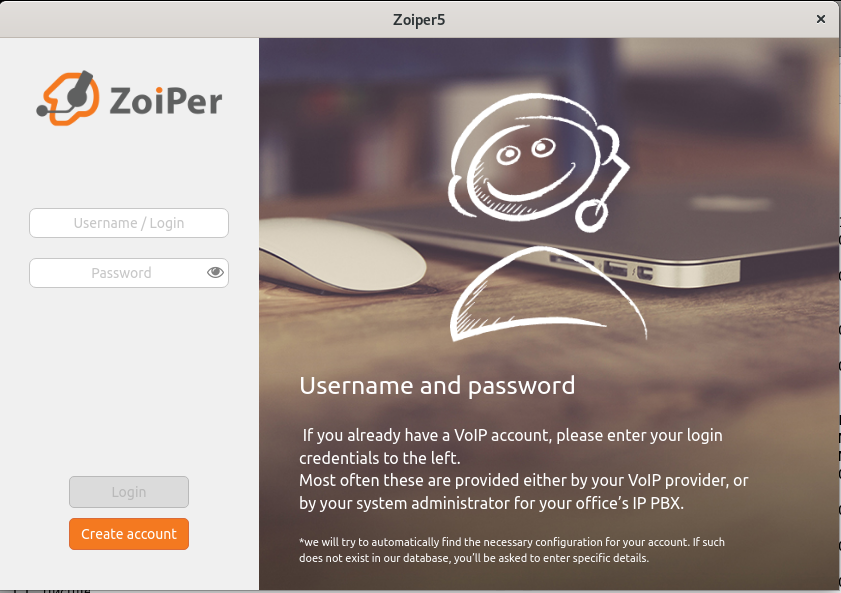 Zoiper5
×
ZoiPer
Username / Login
Password
Login
Create account
Username and password
If you already have a VoIP account, please enter your login
credentials to the left.
Most often these are provided either by your VoIP provider, or
by your system administrator for your office’s IP PBX.
*we will try to automatically find the necessary configuration for your account. If such
does not exist in our database, you’ll be asked to enter specific details.